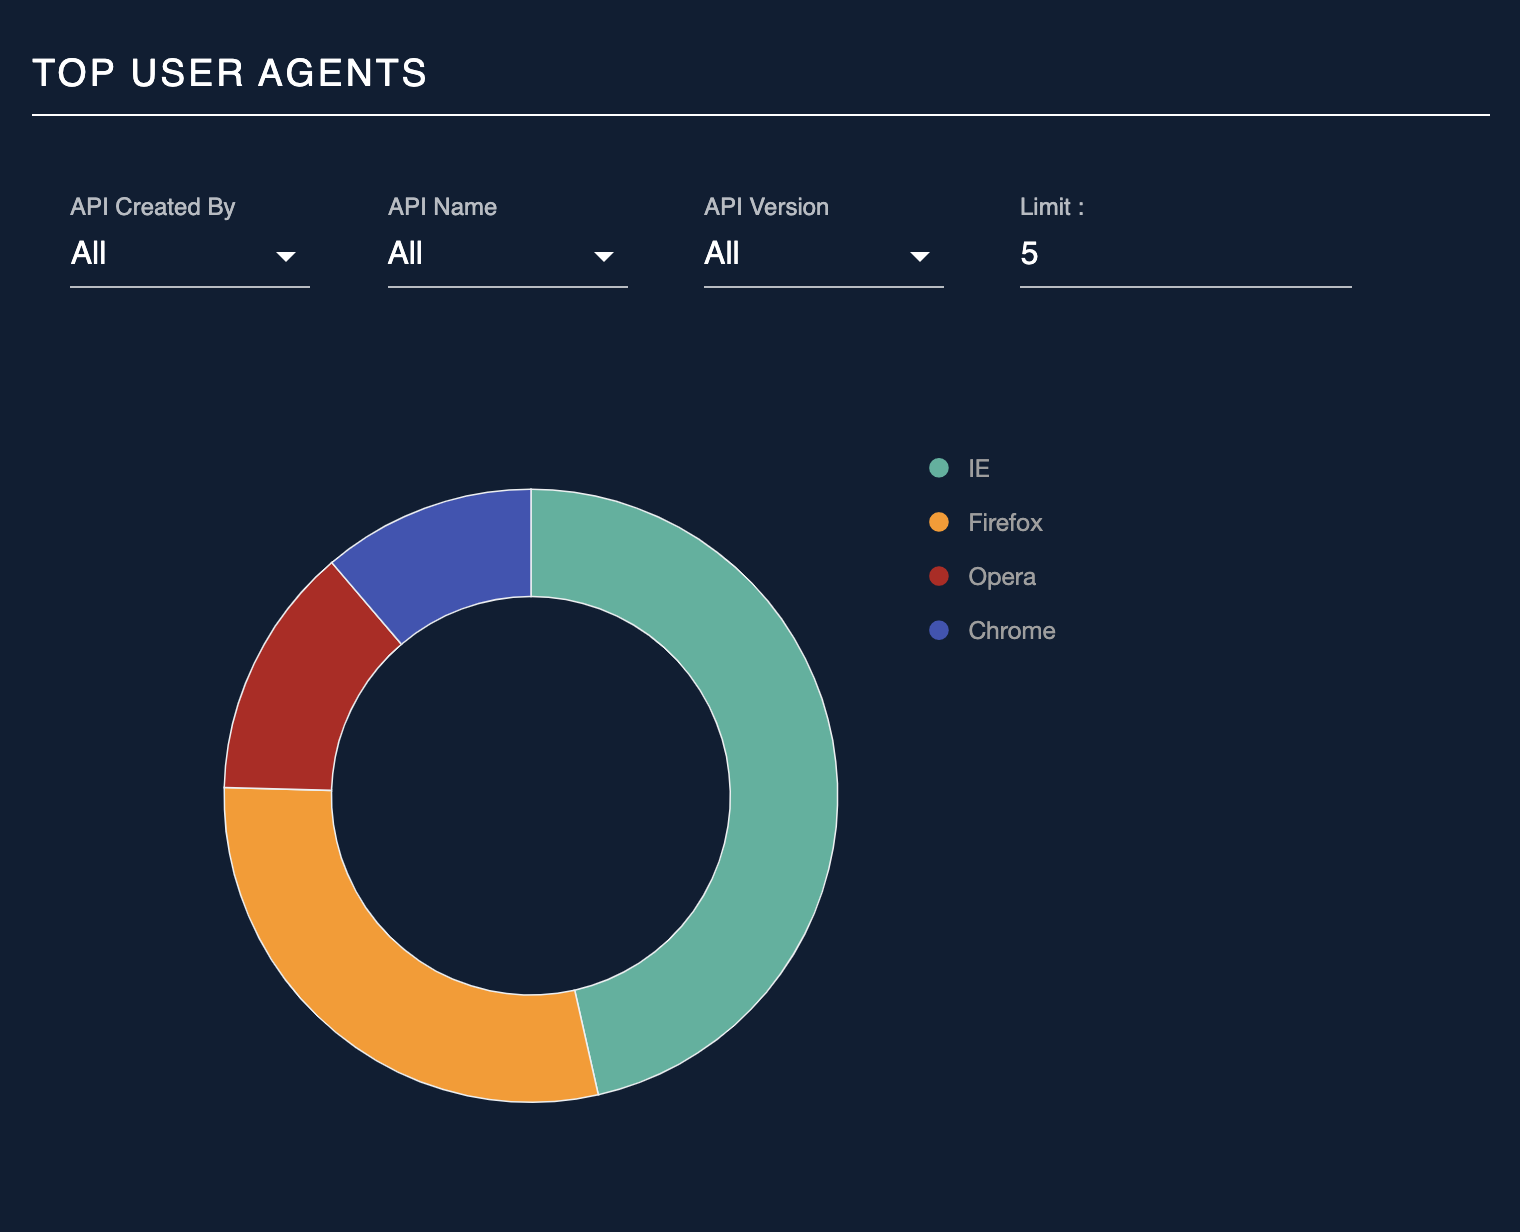 TOP USER AGENTS
API Created By API Name API Version Limit :
All All All 5
IE
Firefox
Opera
Chrome